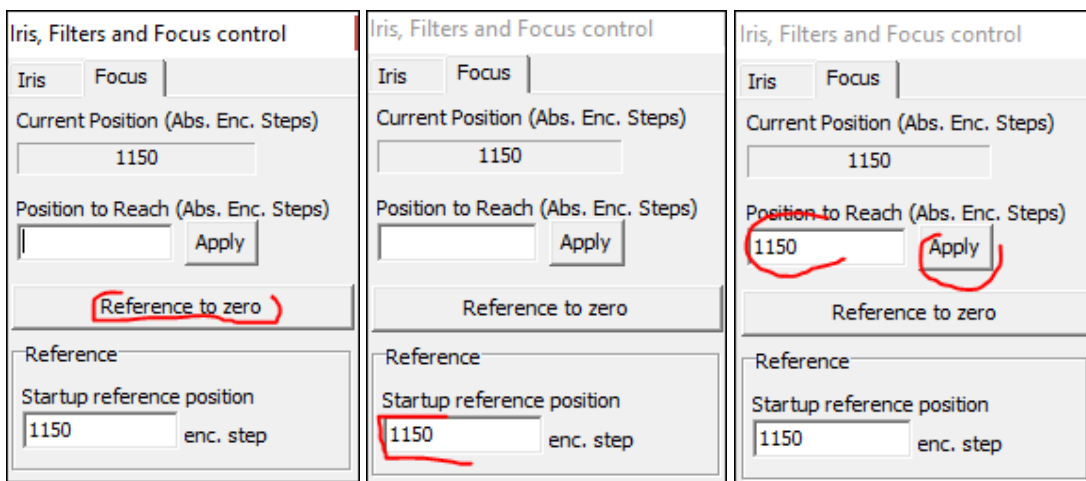 Iris, Filters and Focus control
Iris Focus
Current Position (Abs. Enc. Steps)
1150
Position to Reach (Abs. Enc. Steps)
Apply
Reference to zero
Reference
Startup reference position
1150 enc. step
Iris, Filters and Focus control
Iris Focus
Current Position (Abs. Enc. Steps)
1150
Position to Reach (Abs. Enc. Steps)
Apply
Reference to zero
Reference
Startup reference position
1150 enc. step
Iris, Filters and Focus control
Iris Focus
Current Position (Abs. Enc. Steps)
1150
Position to Reach (Abs. Enc. Steps)
1150 Apply
Reference to zero
Reference
Startup reference position
1150 enc. step